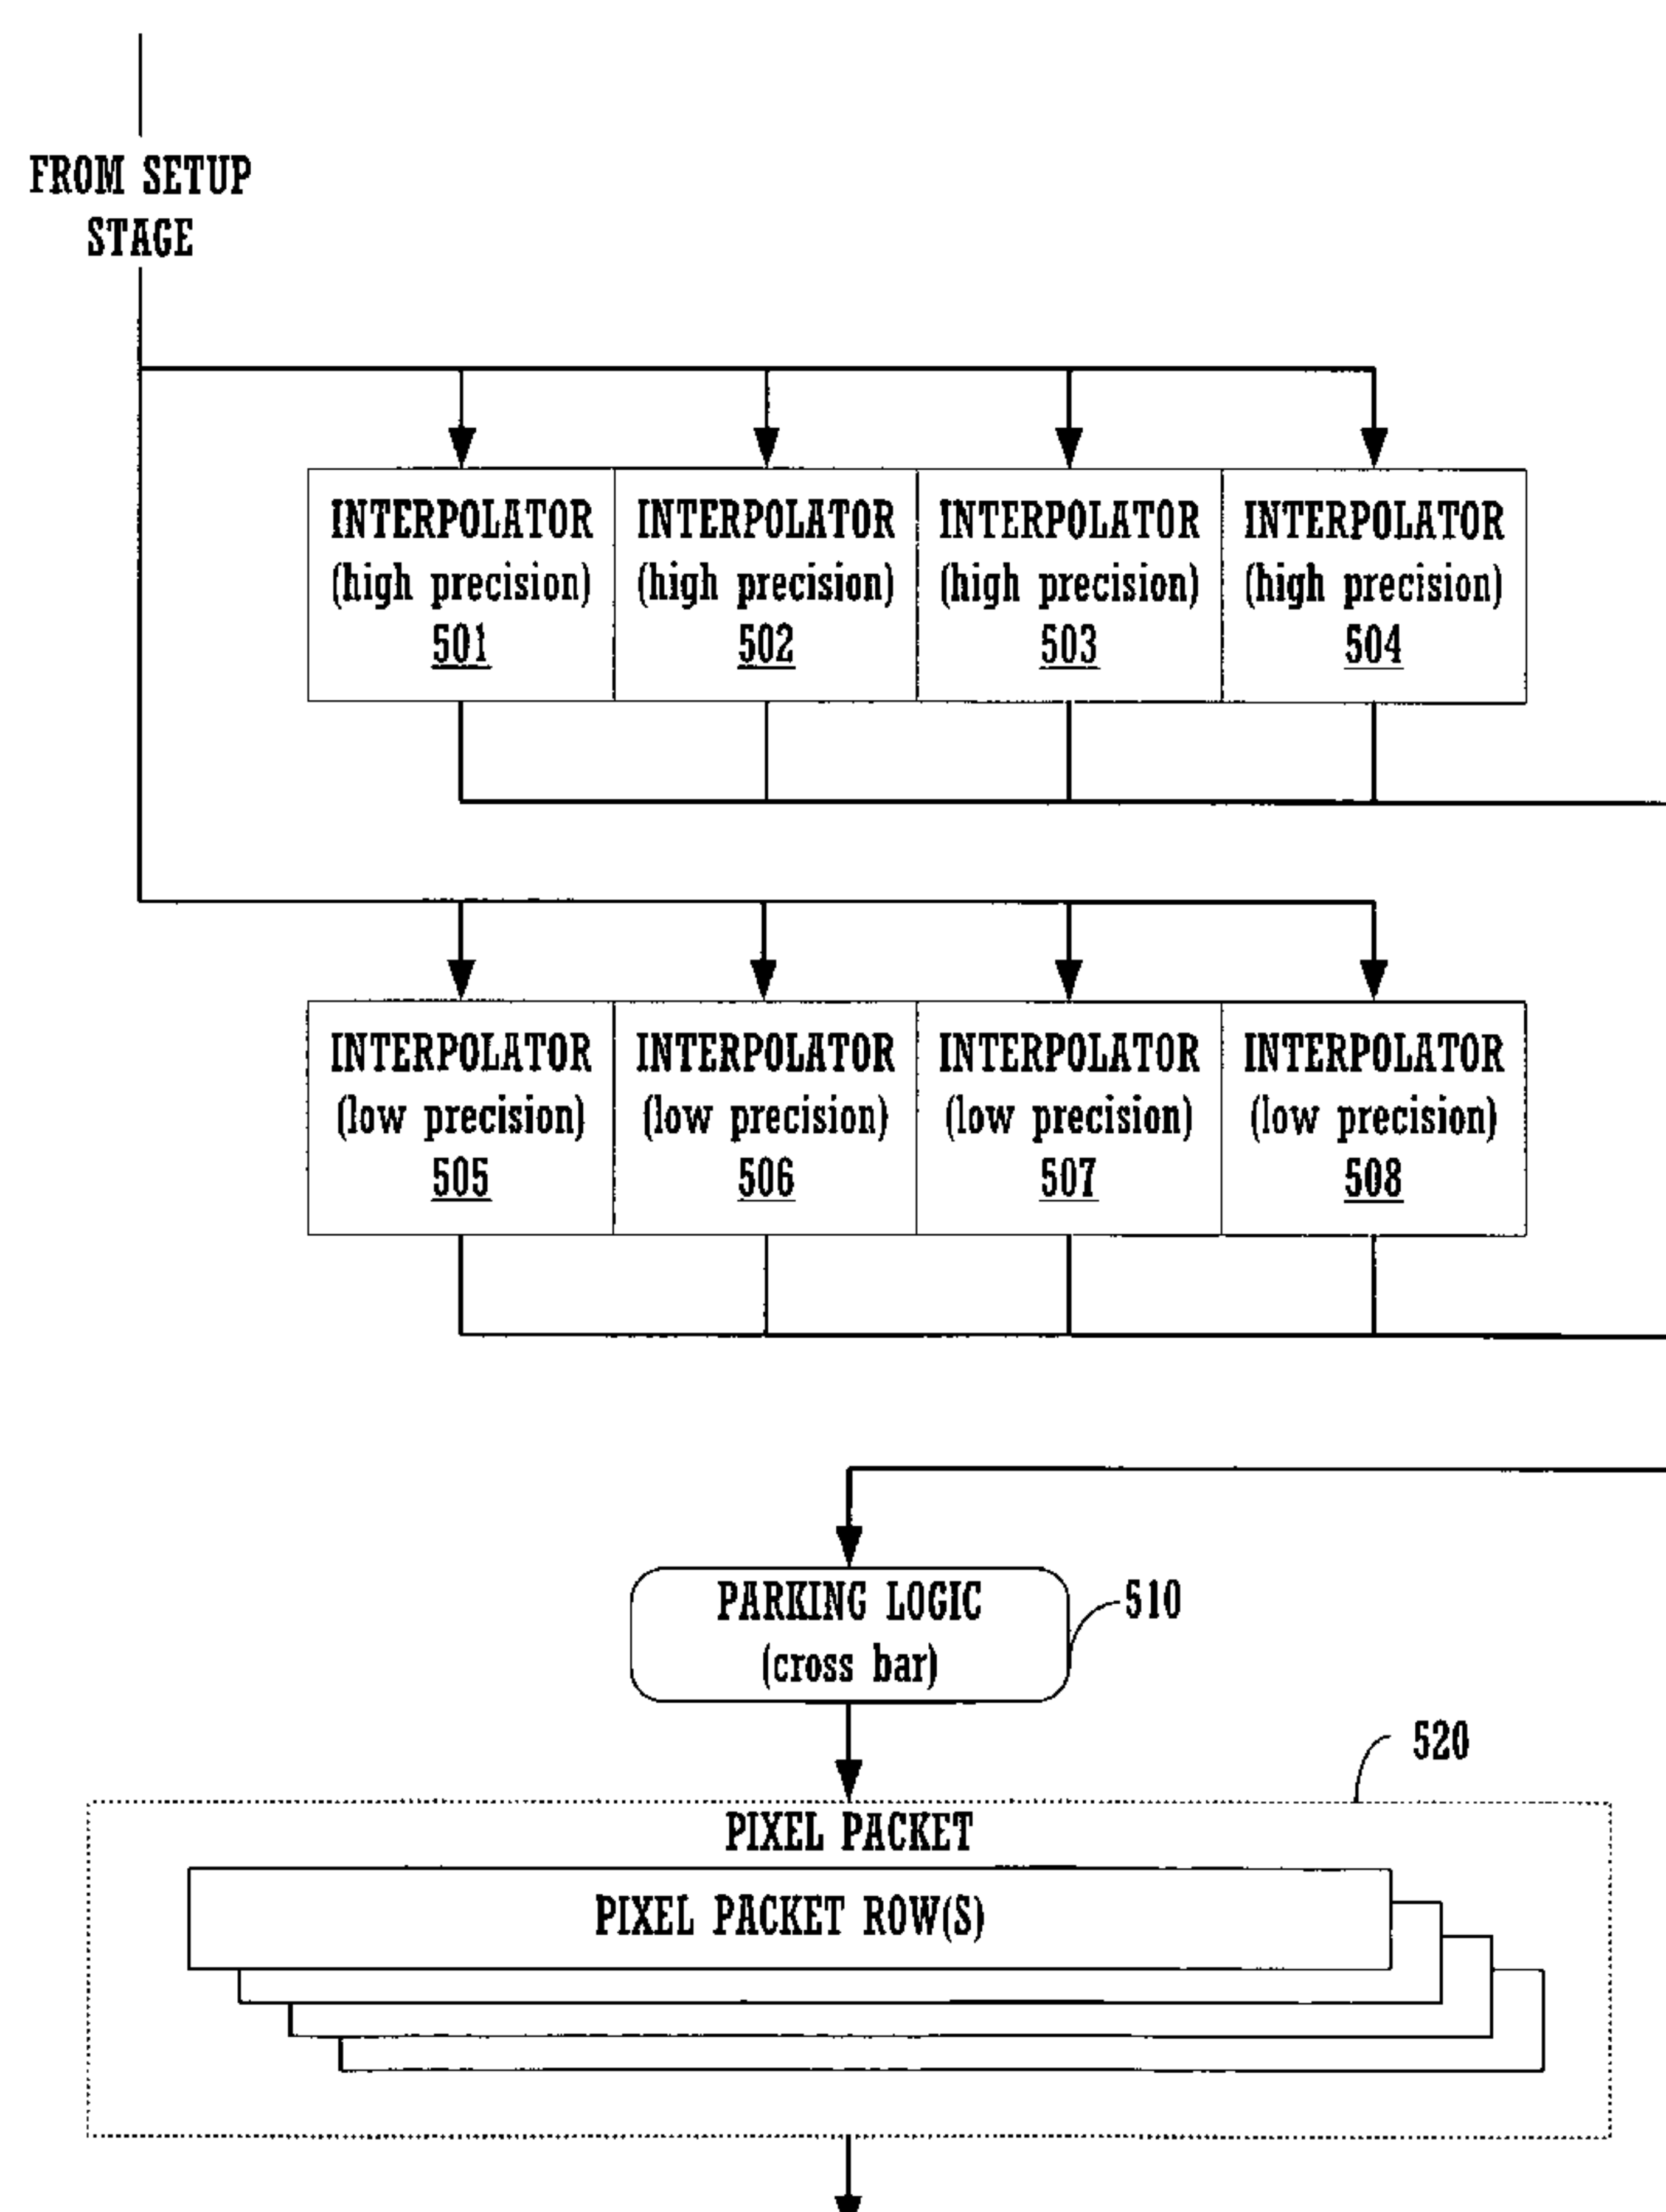 FROM SETUP
STAGE
INTERPOLATOR
(high precision)
501
INTERPOLATOR
(high precision)
502
INTERPOLATOR
(high precision)
503
INTERPOLATOR
(high precision)
504
INTERPOLATOR
(low precision)
505
INTERPOLATOR
(low precision)
506
INTERPOLATOR
(low precision)
507
INTERPOLATOR
(low precision)
508
PARKING LOGIC
(cross bar)
510
520
PIXEL PACKET
PIXEL PACKET ROW(S)